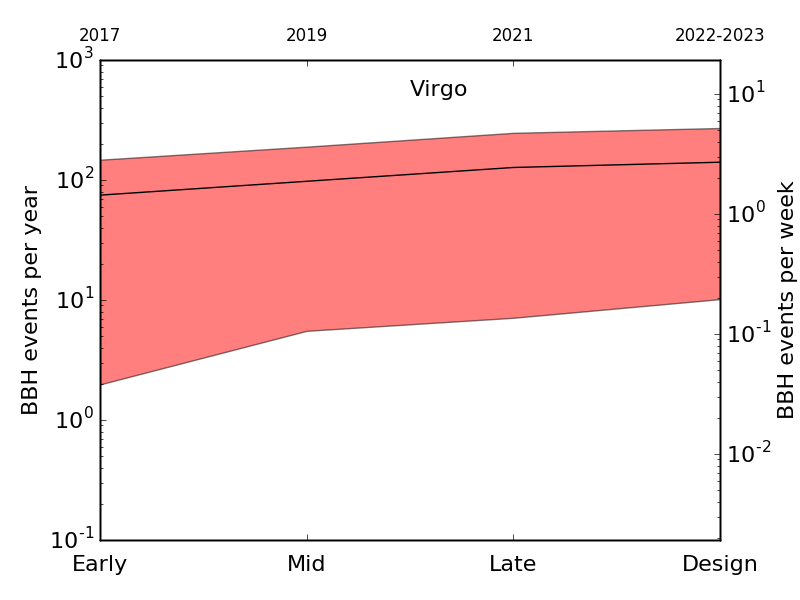 2017 2019 2021 2022-2023
Virgo
10^3
10^2
10^1
10^0
10^-1
BBH events per year
10^1
10^0
10^-1
10^-2
BBH events per week
Early Mid Late Design